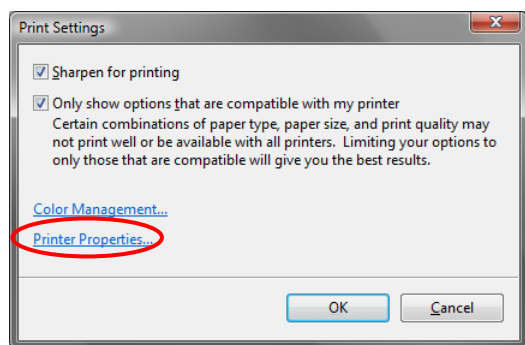 Print Settings
Sharpen for printing
Only show options that are compatible with my printer
Certain combinations of paper type, paper size, and print quality may
not print well or be available with all printers. Limiting your options to
only those that are compatible will give you the best results.
Color Management...
Printer Properties...
OK
Cancel